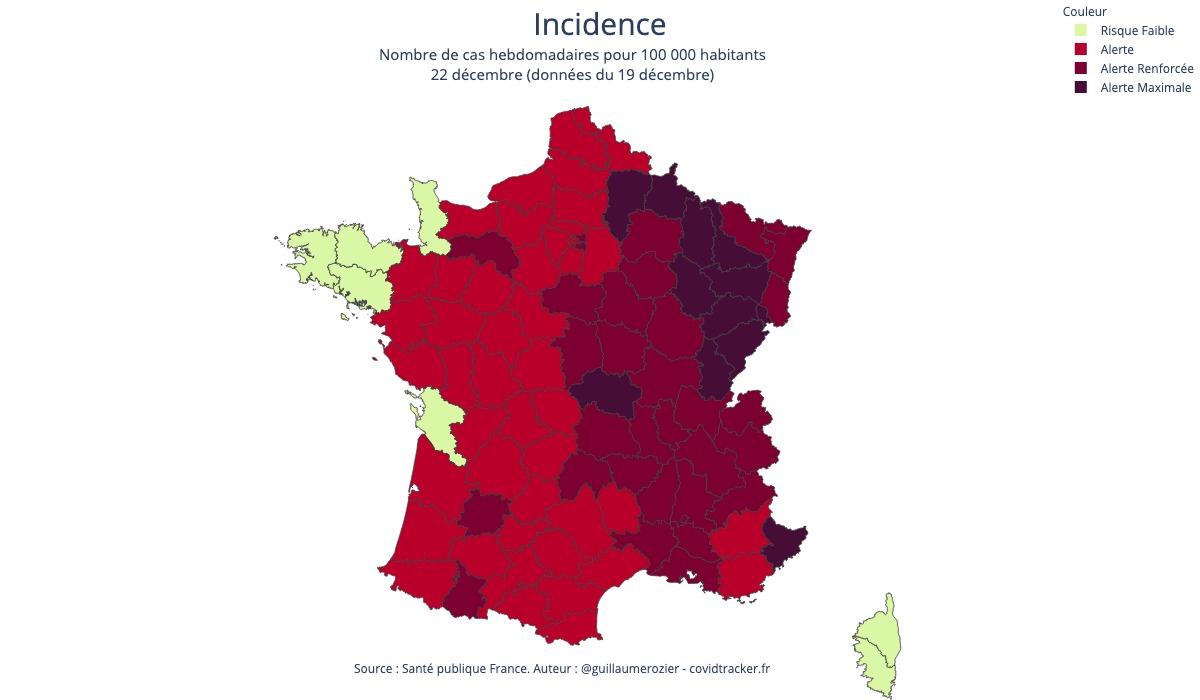 Incidence
Nombre de cas hebdomadaires pour 100 000 habitants
22 décembre (données du 19 décembre)
Couleur
Risque Faible
Alerte
Alerte Renforcée
Alerte Maximale
Source : Santé publique France. Auteur : @guillaumerozier - covidtracker.fr